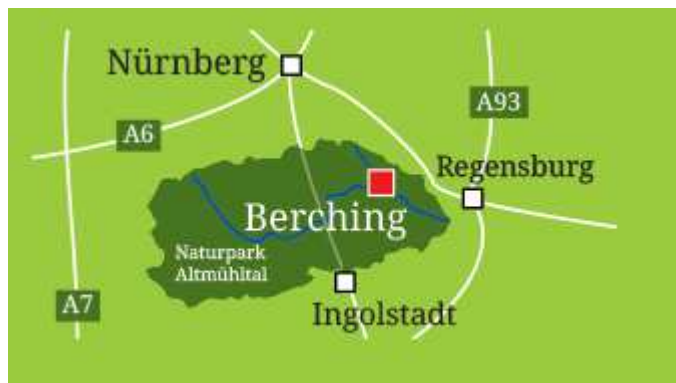 Nürnberg
A93
A6
Regensburg
Berching
Naturpark
Altmühltal
A7
Ingolstadt